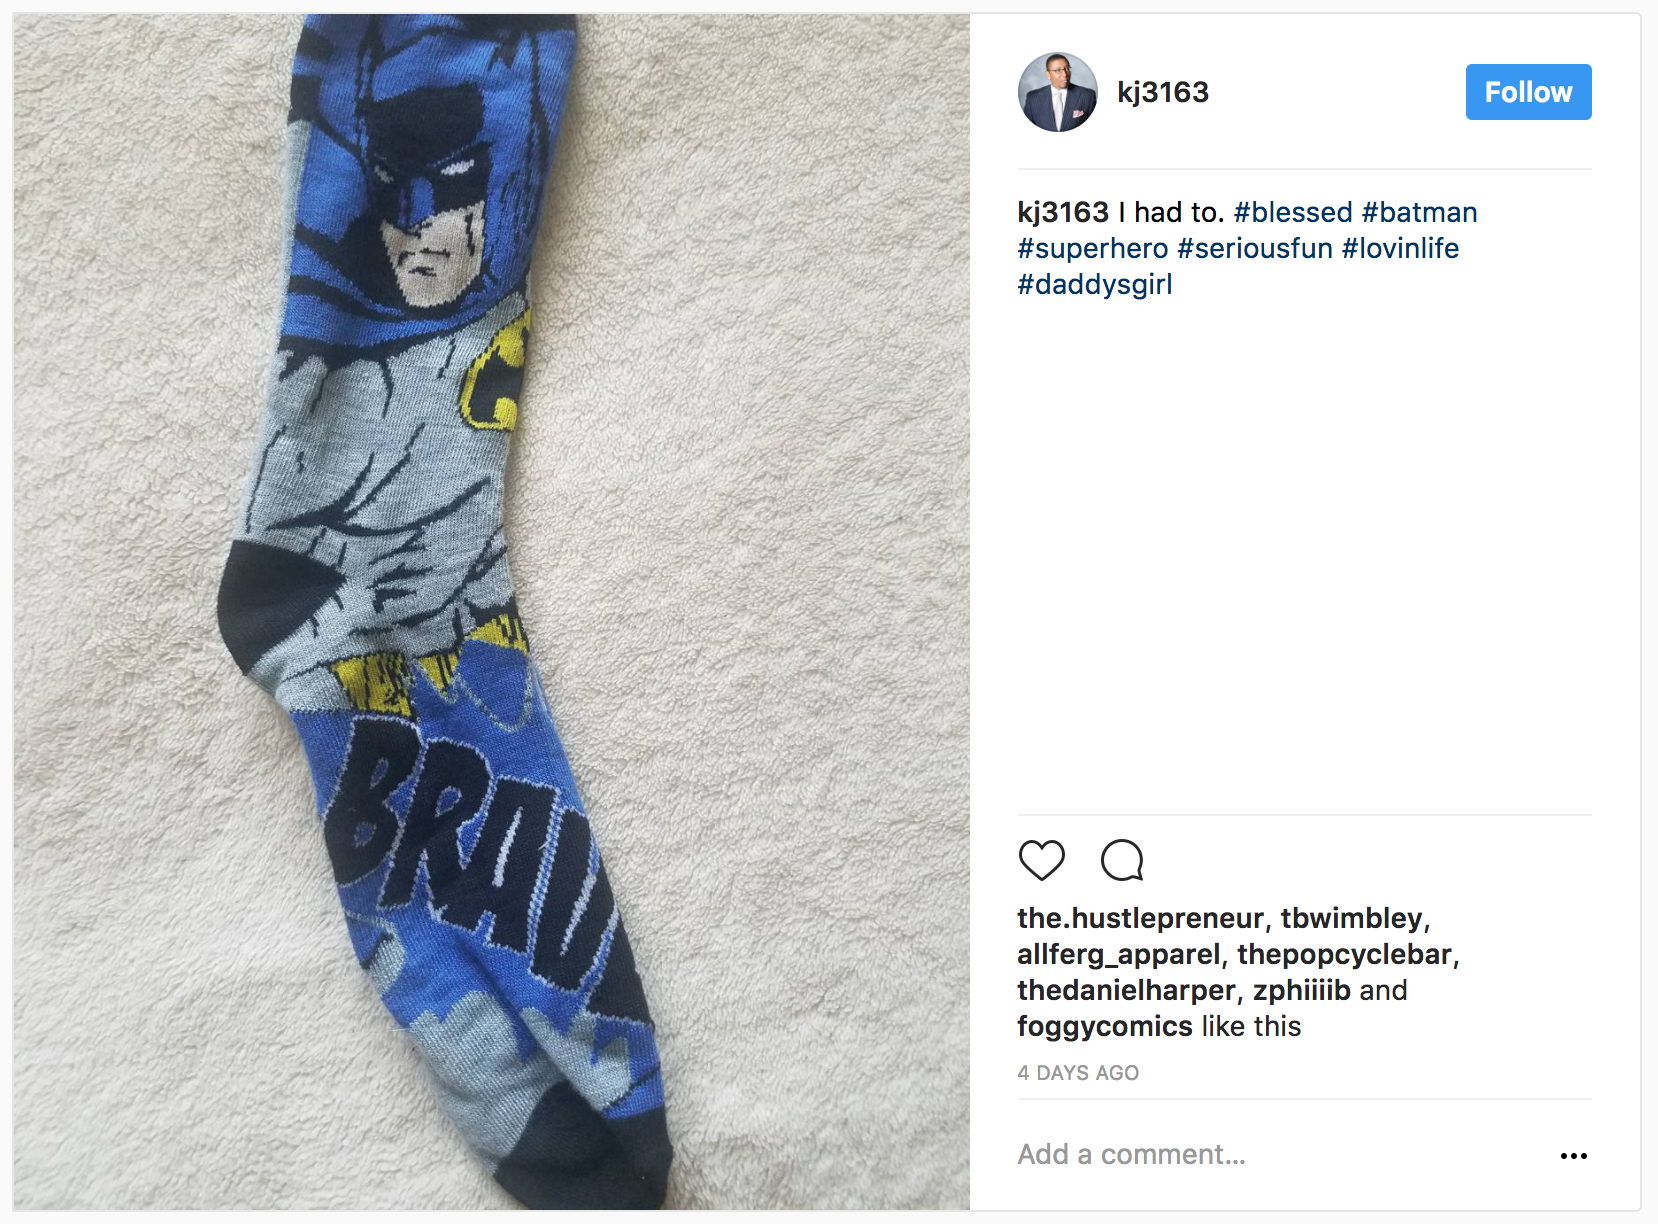 kj3163
Follow
kj3163 I had to. #blessed #batman
#superhero #seriousfun #lovinlife
#daddysgirl
BRAV
the.hustlepreneur, tbwimbley,
allferg_apparel, thepopcyclebar,
thedanielharper, zphiiiib and
foggycomics like this
4 DAYS AGO
Add a comment...